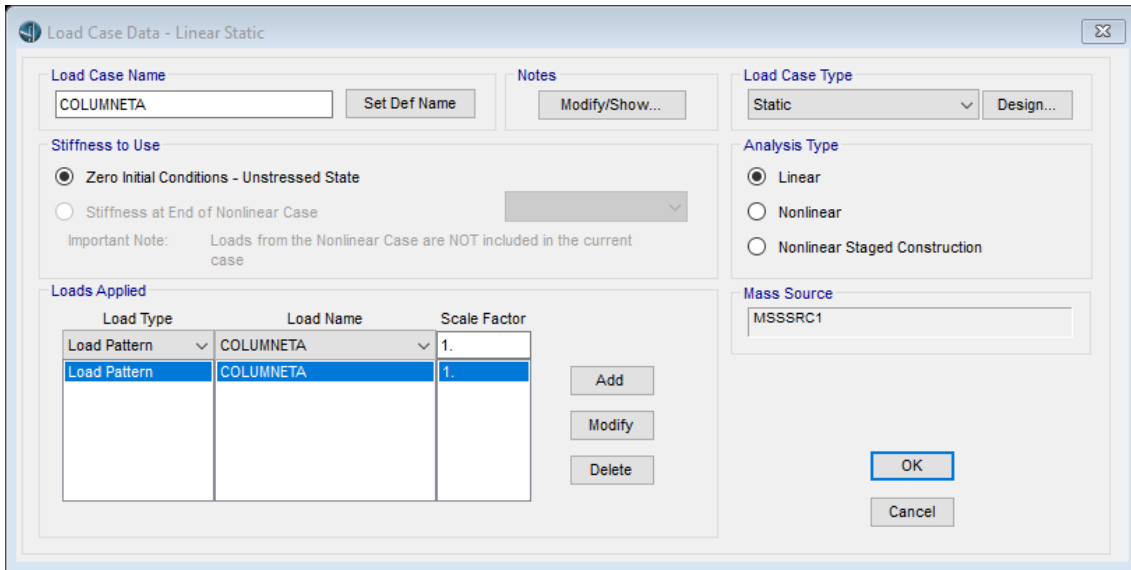 Load Case Data - Linear Static
Load Case Name
COLUMNETA
Set Def Name
Notes
Modify/Show...
Load Case Type
Static
Design...
Stiffness to Use
Zero Initial Conditions - Unstressed State
Stiffness at End of Nonlinear Case
Important Note: Loads from the Nonlinear Case are NOT included in the current
case
Analysis Type
Linear
Nonlinear
Nonlinear Staged Construction
Loads Applied
Load Type Load Name Scale Factor
Load Pattern COLUMNETA 1.
Load Pattern COLUMNETA 1.
Add
Modify
Delete
Mass Source
MSSSRC1
OK
Cancel